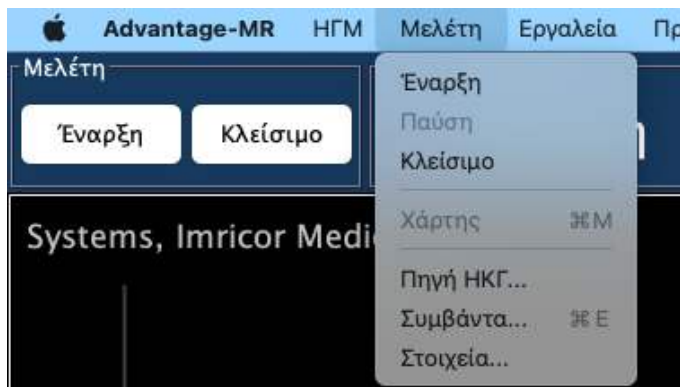 Advantage-MR ΗΓΜ Μελέτη Εργαλεία
Μελέτη
Έναρξη Κλείσιμο
Έναρξη
Παύση
Κλείσιμο
Χάρτης ⌘M
Πηγή ΗΚΓ...
Συμβάντα... ⌘E
Στοιχεία...
Systems, Imricor Medi